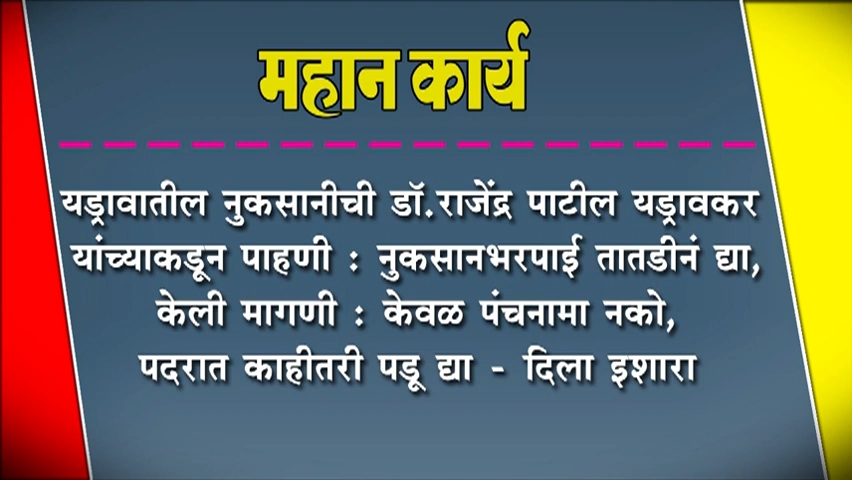 महान कार्य
यड्रावातील नुकसानीची डॉ.राजेंद्र पाटील यड्रावकर
यांच्याकडून पाहणी : नुकसानभरपाई तातडीनं द्या,
केली मागणी : केवळ पंचनामा नको,
पदरात काहीतरी पडू द्या - दिला इशारा